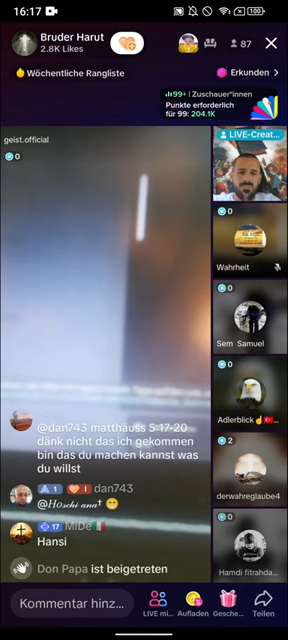 16:17
100
Bruder Harut
2.8K Likes
87
Wöchentliche Rangliste
Erkunden
99+ | Zuschauer*innen
Punkte erforderlich
für 99: 204.1K
geist.official
0
LIVE-Creat...
0
Wahrheit
0
Sem Samuel
0
Adlerblick
2
derwahreglaube4
0
Hamdi fitrahda...
@dan743 matthäuss 5:17-20
dänk nicht das ich gekommen
bin das du machen kannst was
du willst
1 I dan743
@𝐻𝑂𝑠𝑐ℎ𝑖 𝑎𝑛𝑎† 😁
17 MiDe 🇮🇹
Hansi
Don Papa ist beigetreten
Kommentar hinz...
LIVE mi...
Aufladen
Gesche...
Teilen